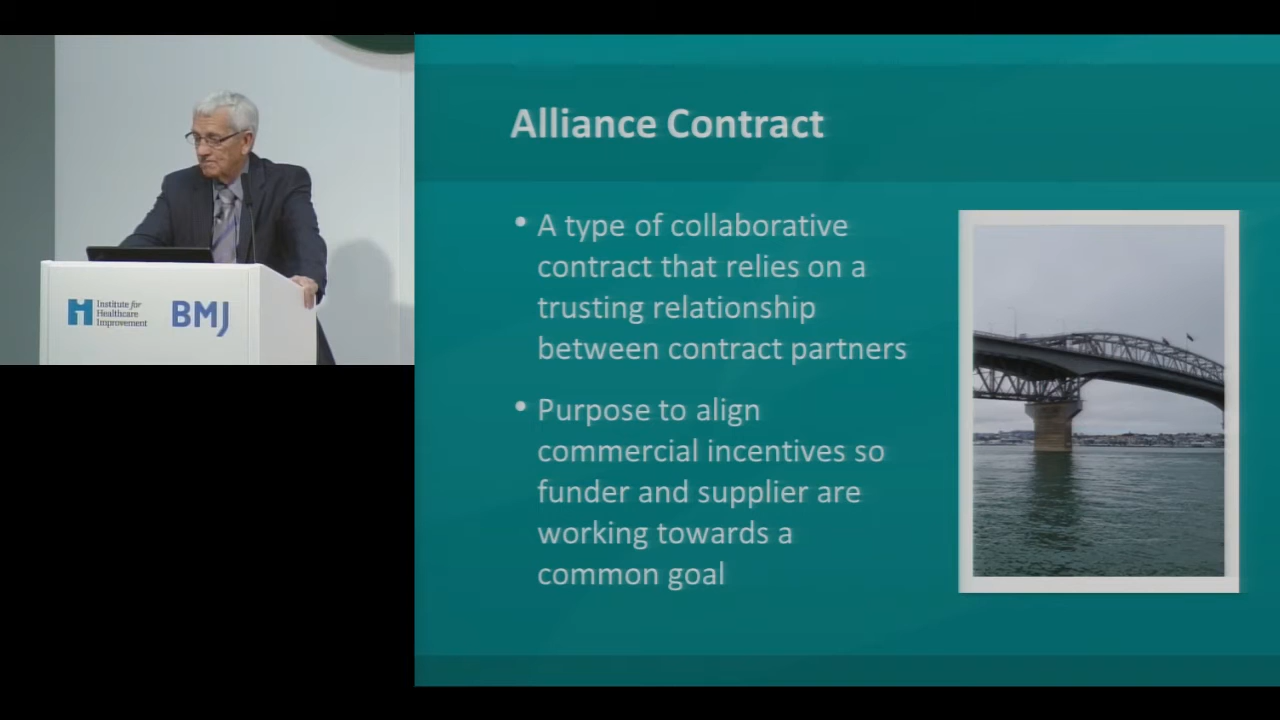 Institute for
Healthcare
Improvement
BMJ
Alliance Contract
• A type of collaborative
contract that relies on a
trusting relationship
between contract partners
• Purpose to align
commercial incentives so
funder and supplier are
working towards a
common goal